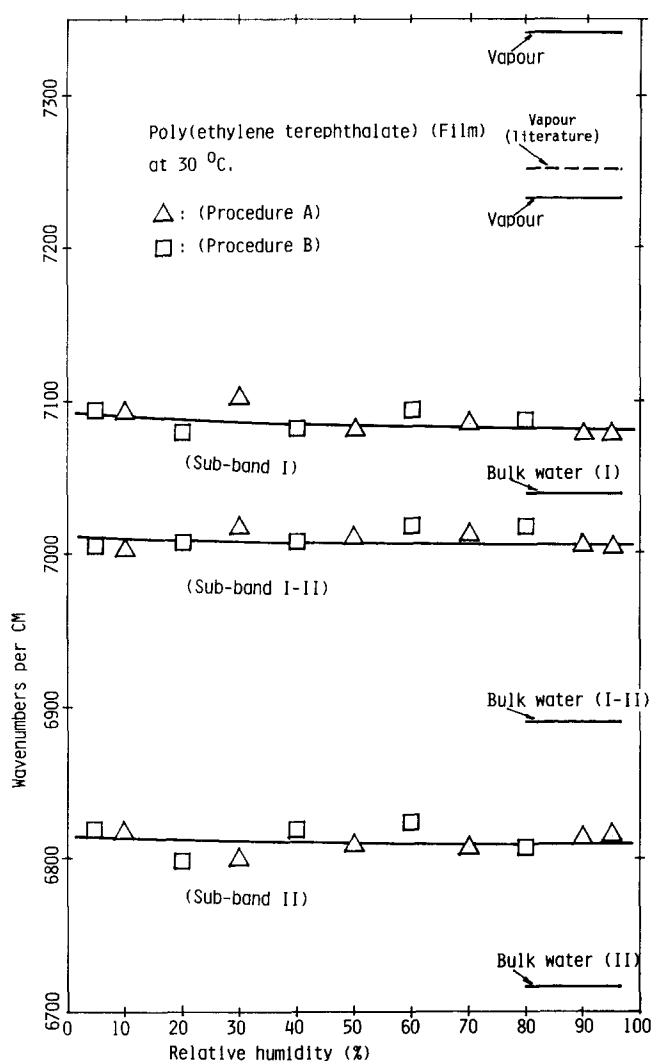 Vapour
7300
Vapour
(literature)
Poly(ethylene terephthalate) (Film)
at 30 °C.
△ : (Procedure A)
Vapour
□ : (Procedure B)
7200
7100
(Sub-band I)
Bulk water (I)
7000
(Sub-band I-II)
Wavenumbers per CM
6900
Bulk water (I-II)
6800
(Sub-band II)
Bulk water (II)
6700
0 10 20 30 40 50 60 70 80 90 100
Relative humidity (%)